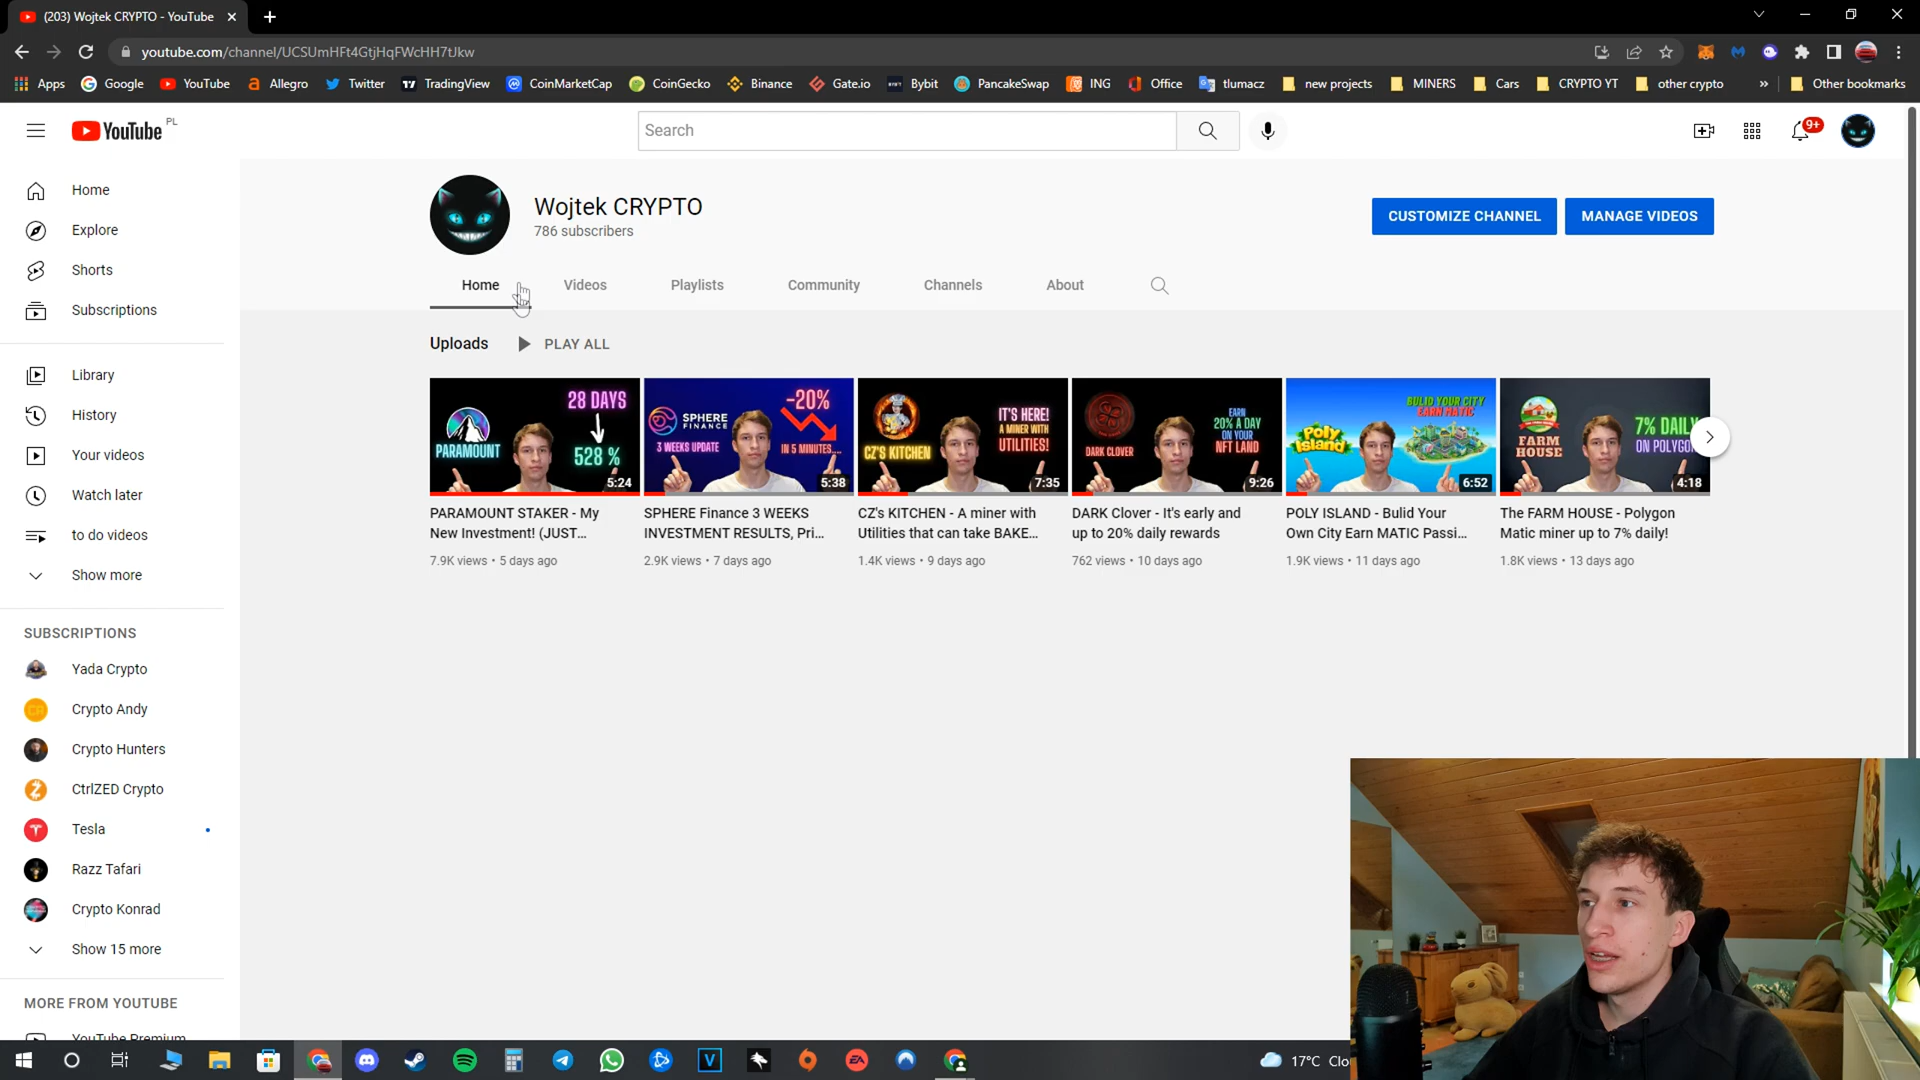 (203) Wojtek CRYPTO - YouTube
youtube.com/channel/UCSUmHFt4GtjHqFWcHH7tJkw
Apps Google YouTube Allegro Twitter TradingView CoinMarketCap CoinGecko Binance Gate.io Bybit PancakeSwap ING Office tlumacz new projects MINERS Cars CRYPTO YT other crypto » Other bookmarks
YouTube PL
Search
9+
Home
Explore
Shorts
Subscriptions
Library
History
Your videos
Watch later
to do videos
Show more
SUBSCRIPTIONS
Yada Crypto
Crypto Andy
Crypto Hunters
CtrlZED Crypto
Tesla
Razz Tafari
Crypto Konrad
Show 15 more
MORE FROM YOUTUBE
YouTube Premium
Wojtek CRYPTO
786 subscribers
CUSTOMIZE CHANNEL
MANAGE VIDEOS
Home Videos Playlists Community Channels About
Uploads PLAY ALL
28 DAYS
PARAMOUNT
528 %
5:24
PARAMOUNT STAKER - My
New Investment! (JUST...
7.9K views • 5 days ago
-20%
SPHERE
FINANCE
3 WEEKS UPDATE
IN 5 MINUTES....
5:38
SPHERE Finance 3 WEEKS
INVESTMENT RESULTS, Pri...
2.9K views • 7 days ago
IT'S HERE!
A MINER WITH
UTILITIES!
CZ'S KITCHEN
7:35
CZ's KITCHEN - A miner with
Utilities that can take BAKE...
1.4K views • 9 days ago
EARN
20% A DAY
ON YOUR
NFT LAND
DARK CLOVER
9:26
DARK Clover - It's early and
up to 20% daily rewards
762 views • 10 days ago
BULID YOUR CITY
EARN MATIC
Poly
Island
6:52
POLY ISLAND - Bulid Your
Own City Earn MATIC Passi...
1.9K views • 11 days ago
FARM
HOUSE
7% DAILY
ON POLYGON
4:18
The FARM HOUSE - Polygon
Matic miner up to 7% daily!
1.8K views • 13 days ago
17°C Clo